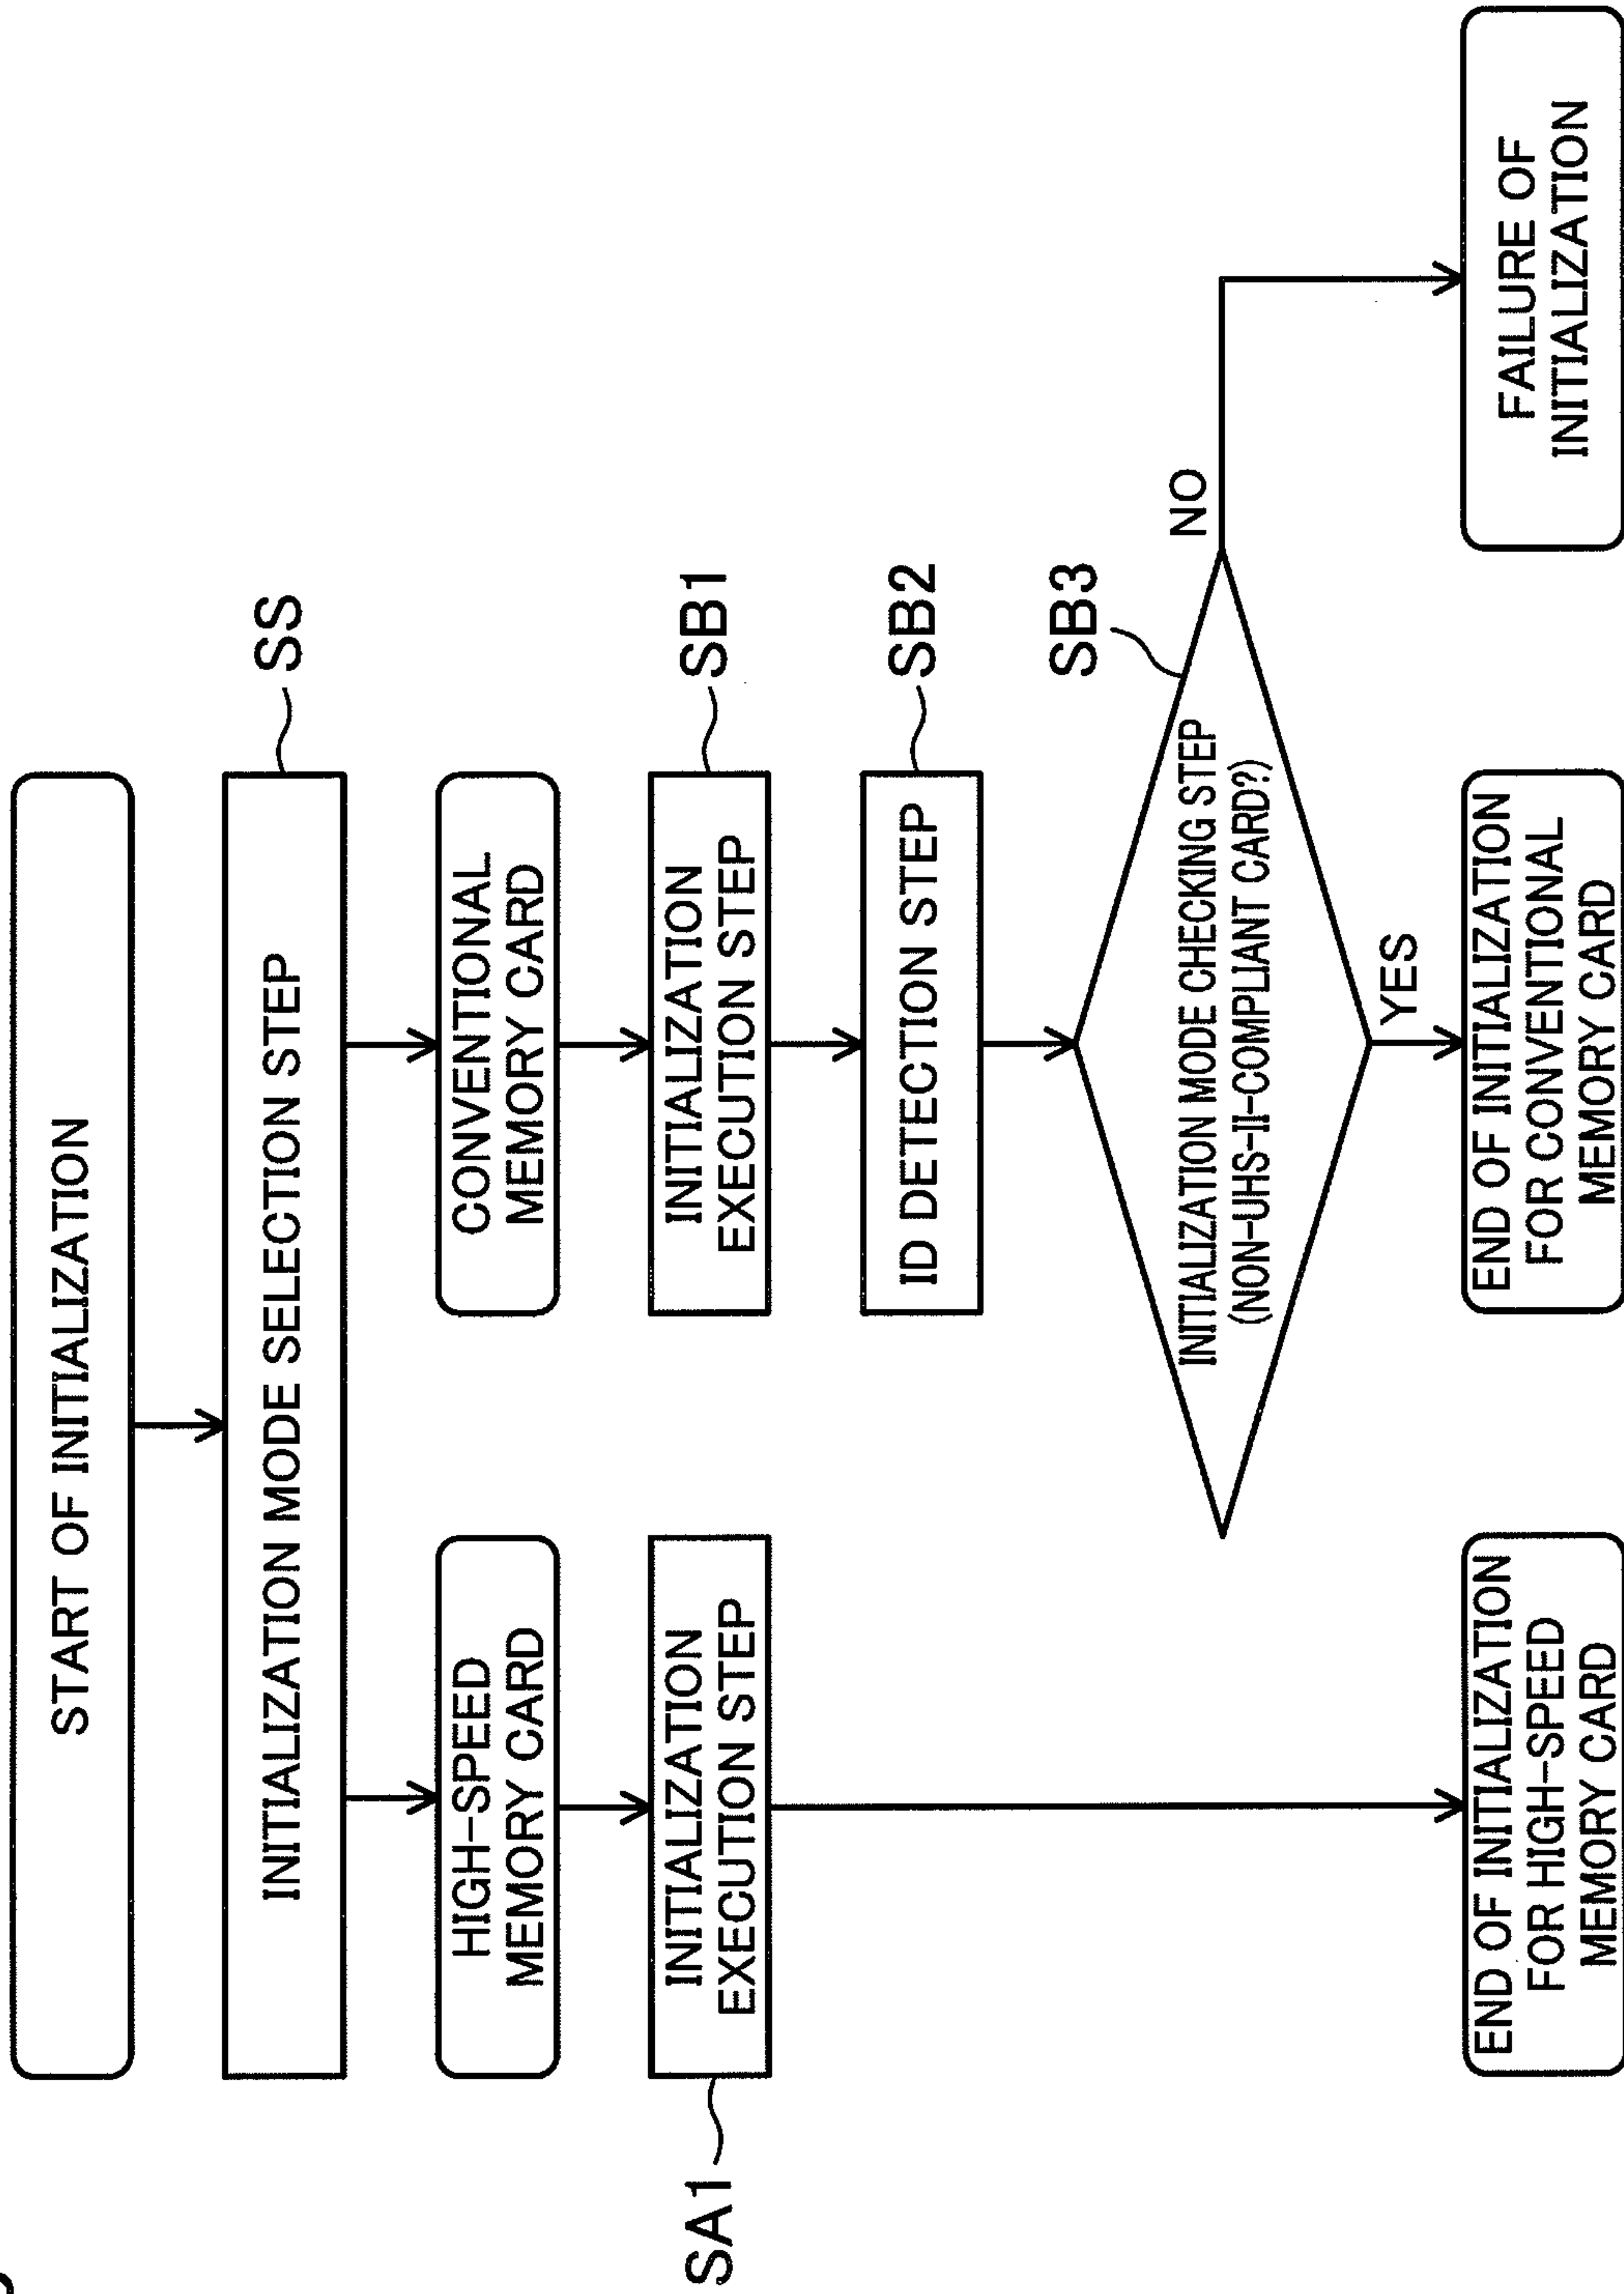 START OF INITIALIZATION
INITIALIZATION MODE SELECTION STEP
SS
HIGH-SPEED
MEMORY CARD
CONVENTIONAL
MEMORY CARD
SA1
INITIALIZATION
EXECUTION STEP
INITIALIZATION
EXECUTION STEP
SB1
ID DETECTION STEP
SB2
SB3
INITIALIZATION MODE CHECKING STEP
(NON-UHS-II-COMPLIANT CARD?)
NO
YES
END OF INITIALIZATION
FOR HIGH-SPEED
MEMORY CARD
END OF INITIALIZATION
FOR CONVENTIONAL
MEMORY CARD
FAILURE OF
INITIALIZATION